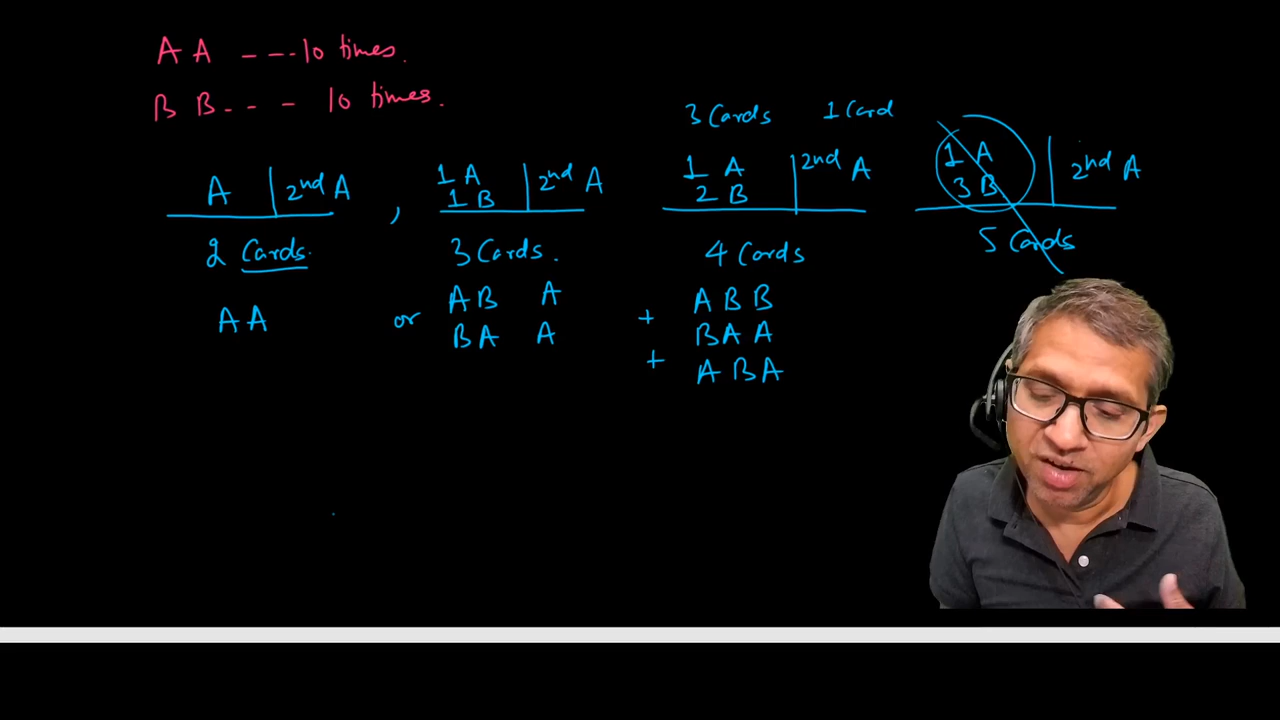 A A - - - 10 times.
B B - - - 10 times.
3 Cards 1 Card
A | 2nd A , 1 A 1 B | 2nd A
1 A 2 B | 2nd A
1 A 3 B | 2nd A
2 Cards. 3 Cards. 4 Cards 5 Cards
A A or A B A
B A A
+ A B B
B A A
+ A B A